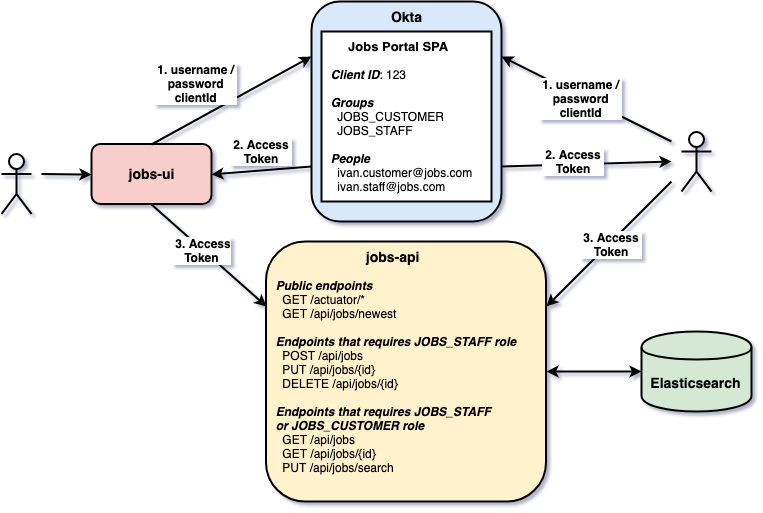 Okta
Jobs Portal SPA
Client ID: 123
Groups
JOBS_CUSTOMER
JOBS_STAFF
People
ivan.customer@jobs.com
ivan.staff@jobs.com
1. username /
password
clientId
1. username /
password
clientId
2. Access
Token
2. Access
Token
jobs-ui
3. Access
Token
3. Access
Token
jobs-api
Public endpoints
GET /actuator/*
GET /api/jobs/newest
Endpoints that requires JOBS_STAFF role
POST /api/jobs
PUT /api/jobs/{id}
DELETE /api/jobs/{id}
Endpoints that requires JOBS_STAFF
or JOBS_CUSTOMER role
GET /api/jobs
GET /api/jobs/{id}
PUT /api/jobs/search
Elasticsearch